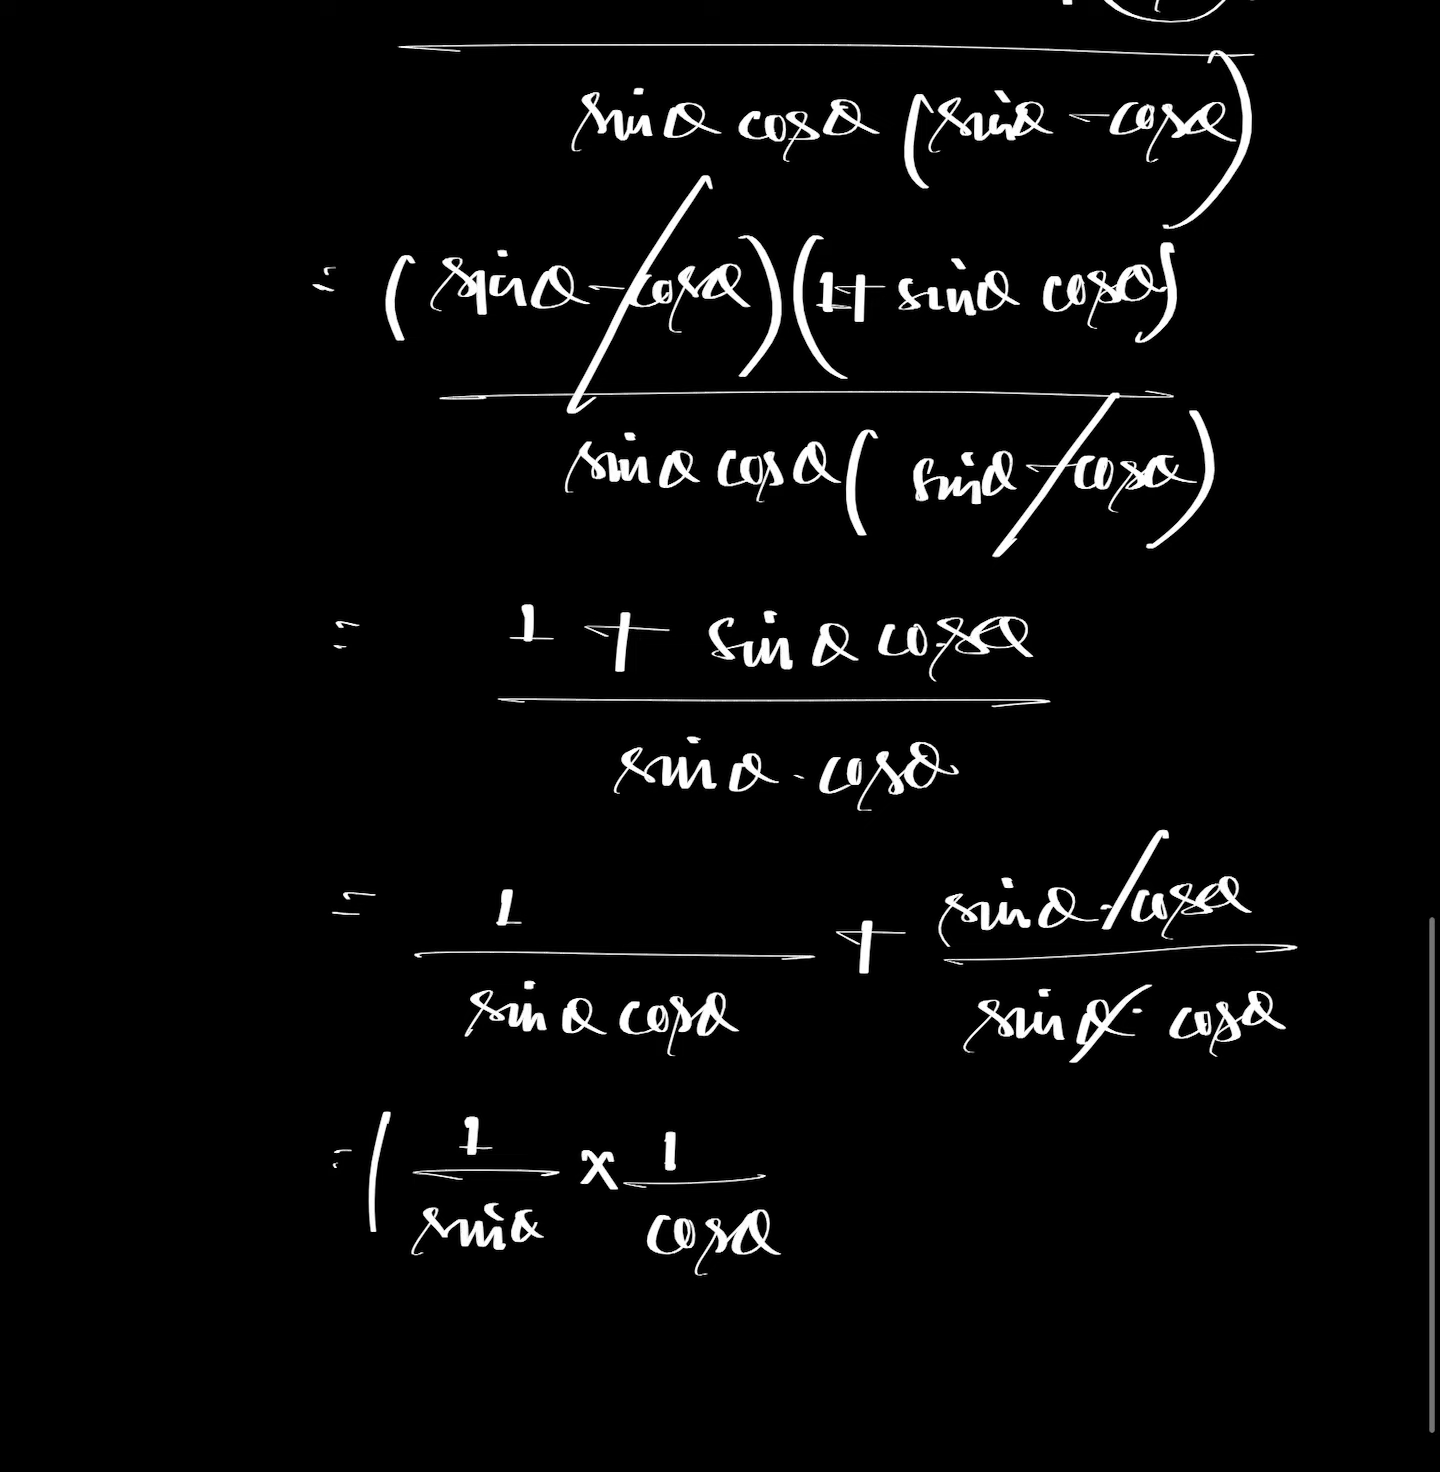 sinθ cosθ (sinθ - cosθ)
= (sinθ - cosθ)(1 + sinθ cosθ)
sinθ cosθ (sinθ - cosθ)
= 1 + sinθ cosθ
sinθ · cosθ
= 1 + sinθ · cosθ
sinθ cosθ sinθ · cosθ
= ( 1 × 1
sinθ cosθ